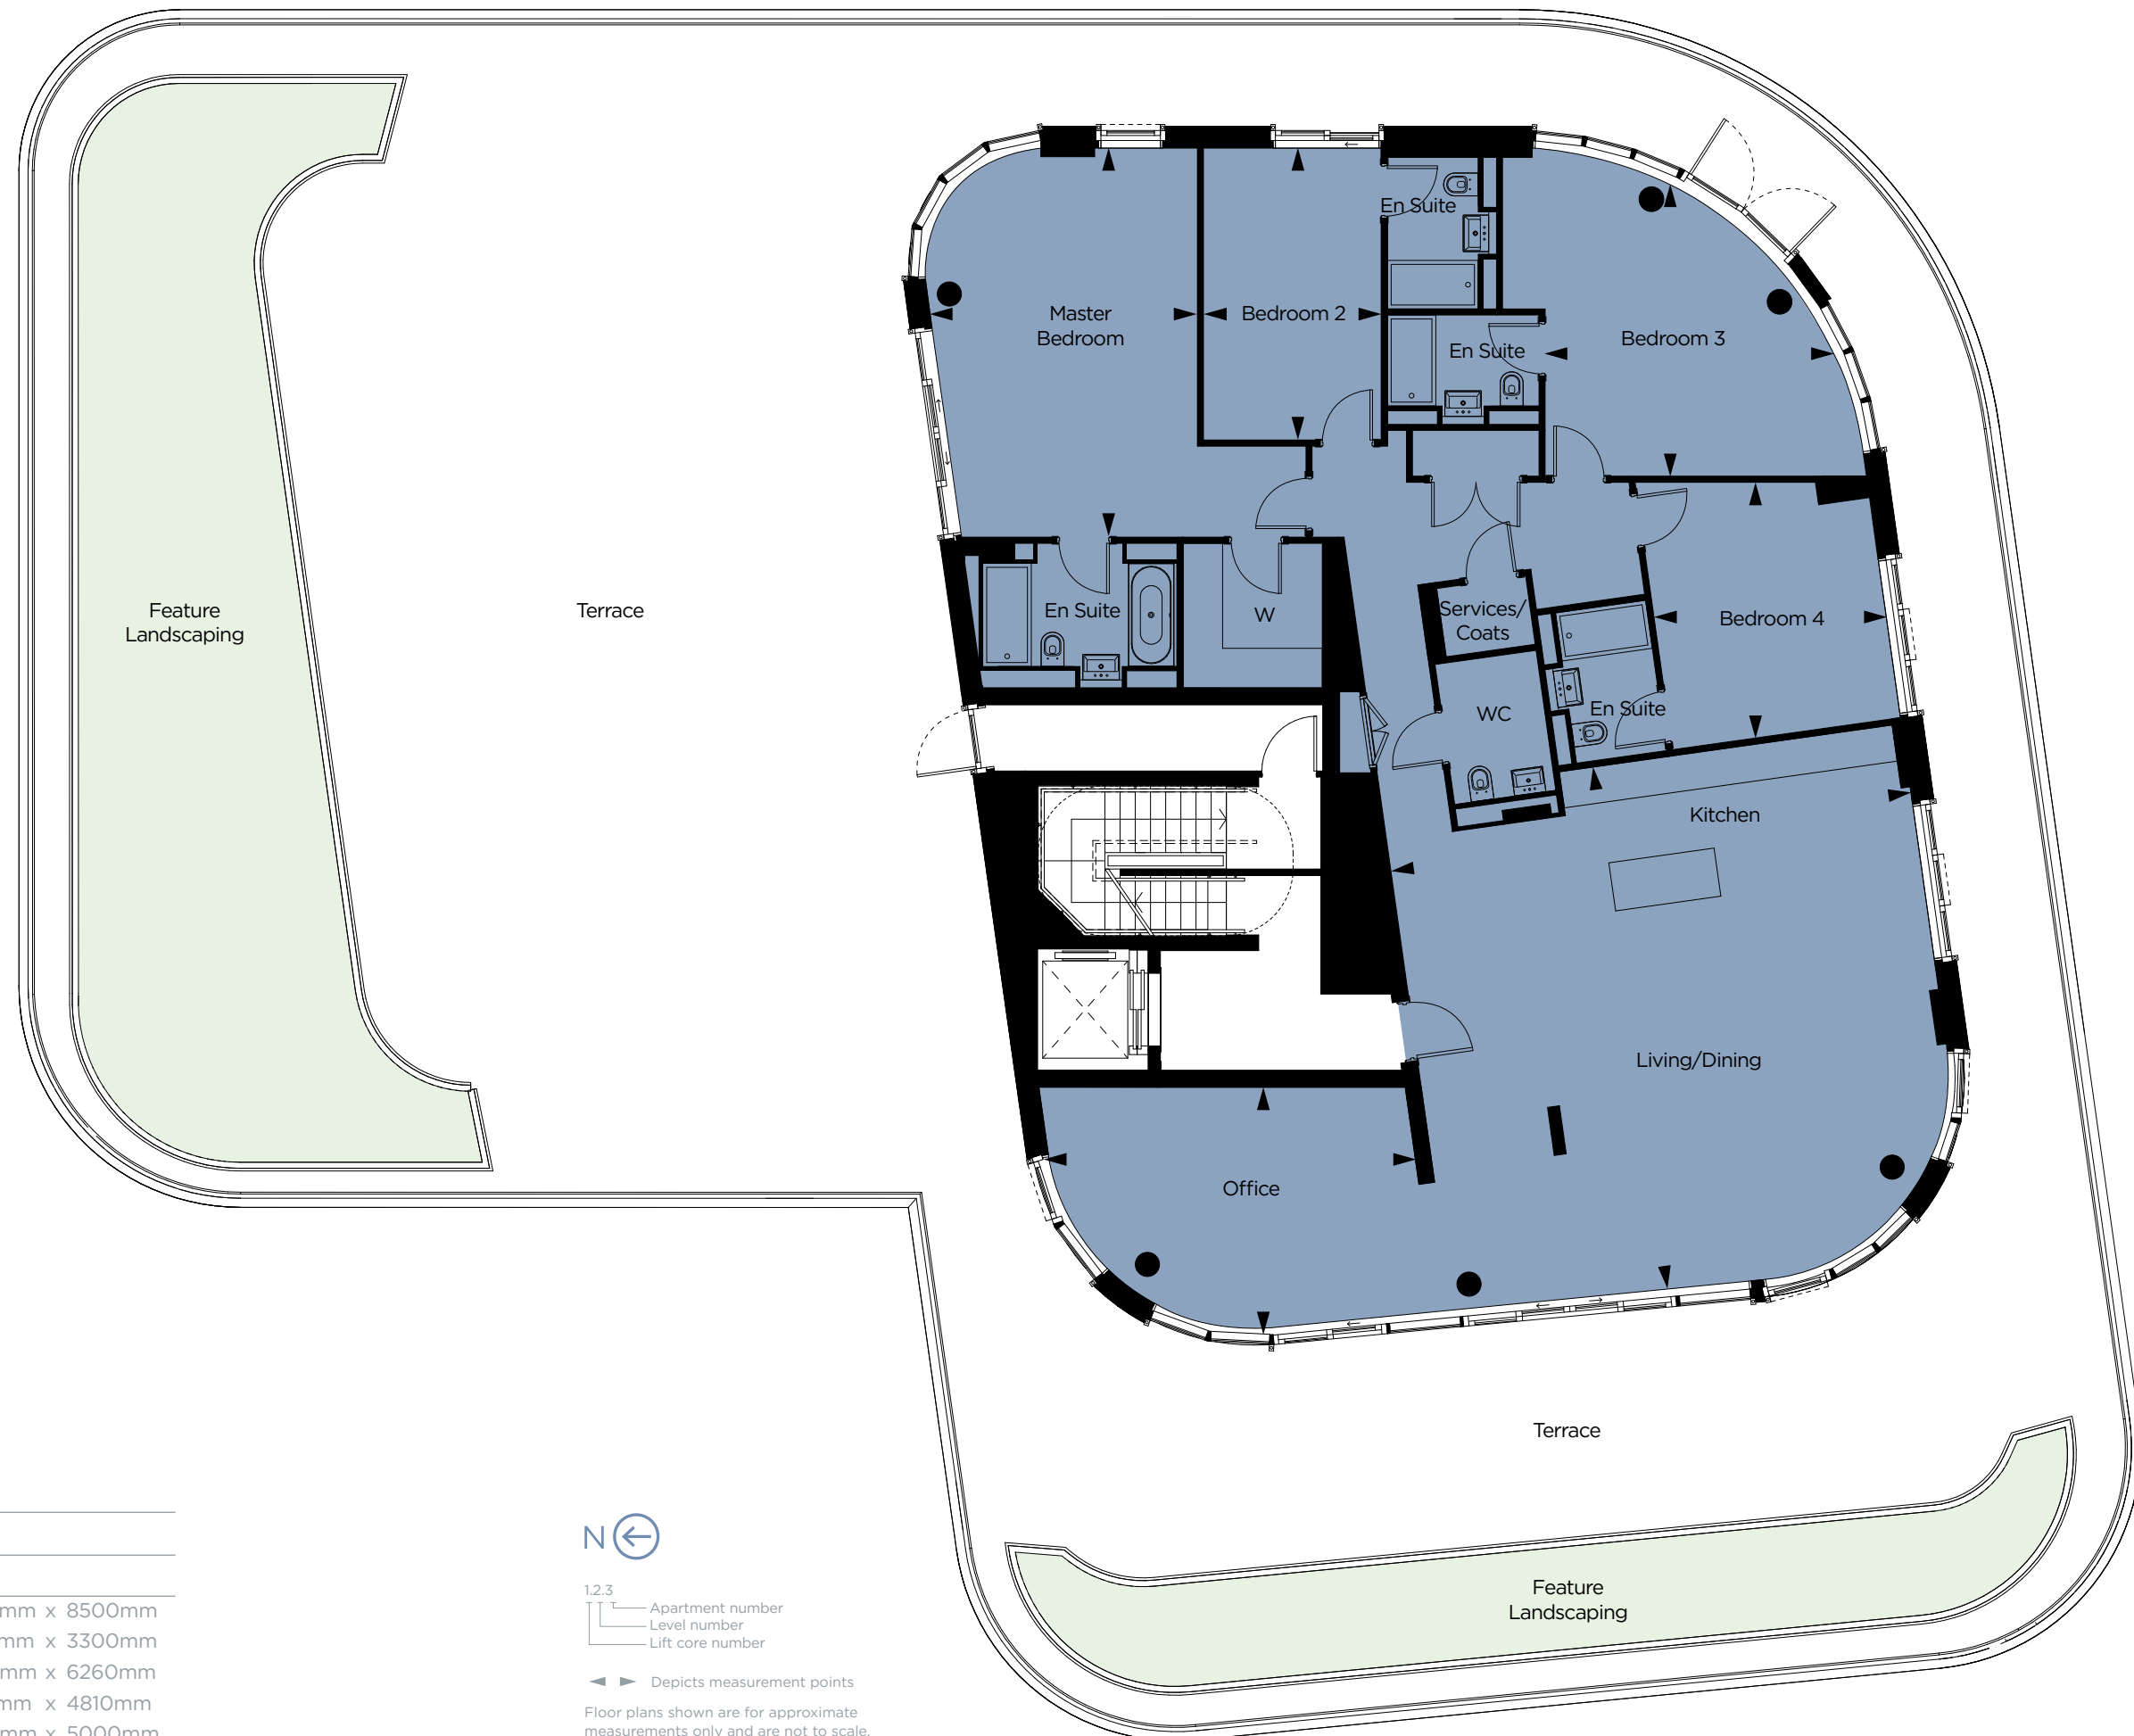 En Suite
Master
Bedroom
Bedroom 2
En Suite
Bedroom 3
Feature
Landscaping
Terrace
En Suite
W
Services/
Coats
Bedroom 4
WC
En Suite
Kitchen
Living/Dining
Office
Terrace
Feature
Landscaping
mm x 8500mm
mm x 3300mm
mm x 6260mm
mm x 4810mm
mm x 5000mm
N
1.2.3
Apartment number
Level number
Lift core number
Depicts measurement points
Floor plans shown are for approximate
measurements only and are not to scale.